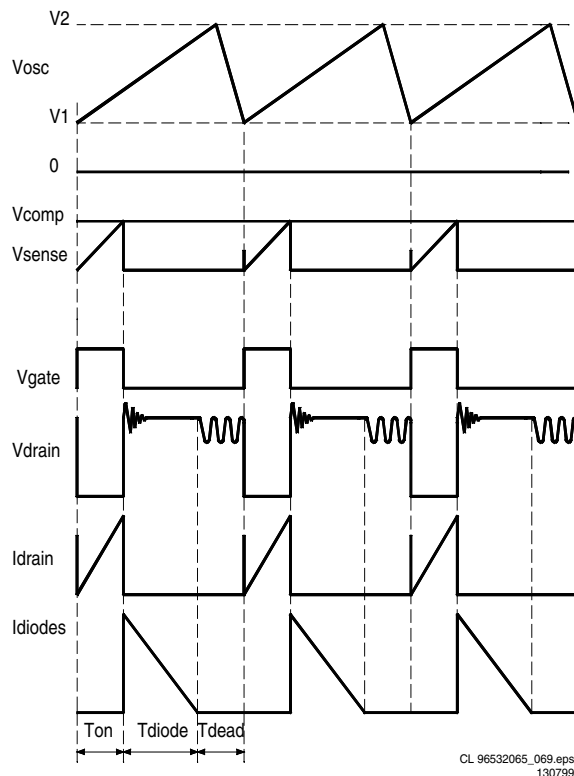 V2
Vosc
V1
0
Vcomp
Vsense
Vgate
Vdrain
Idrain
Idiodes
Ton Tdiode Tdead
CL 96532065_069.eps
130799